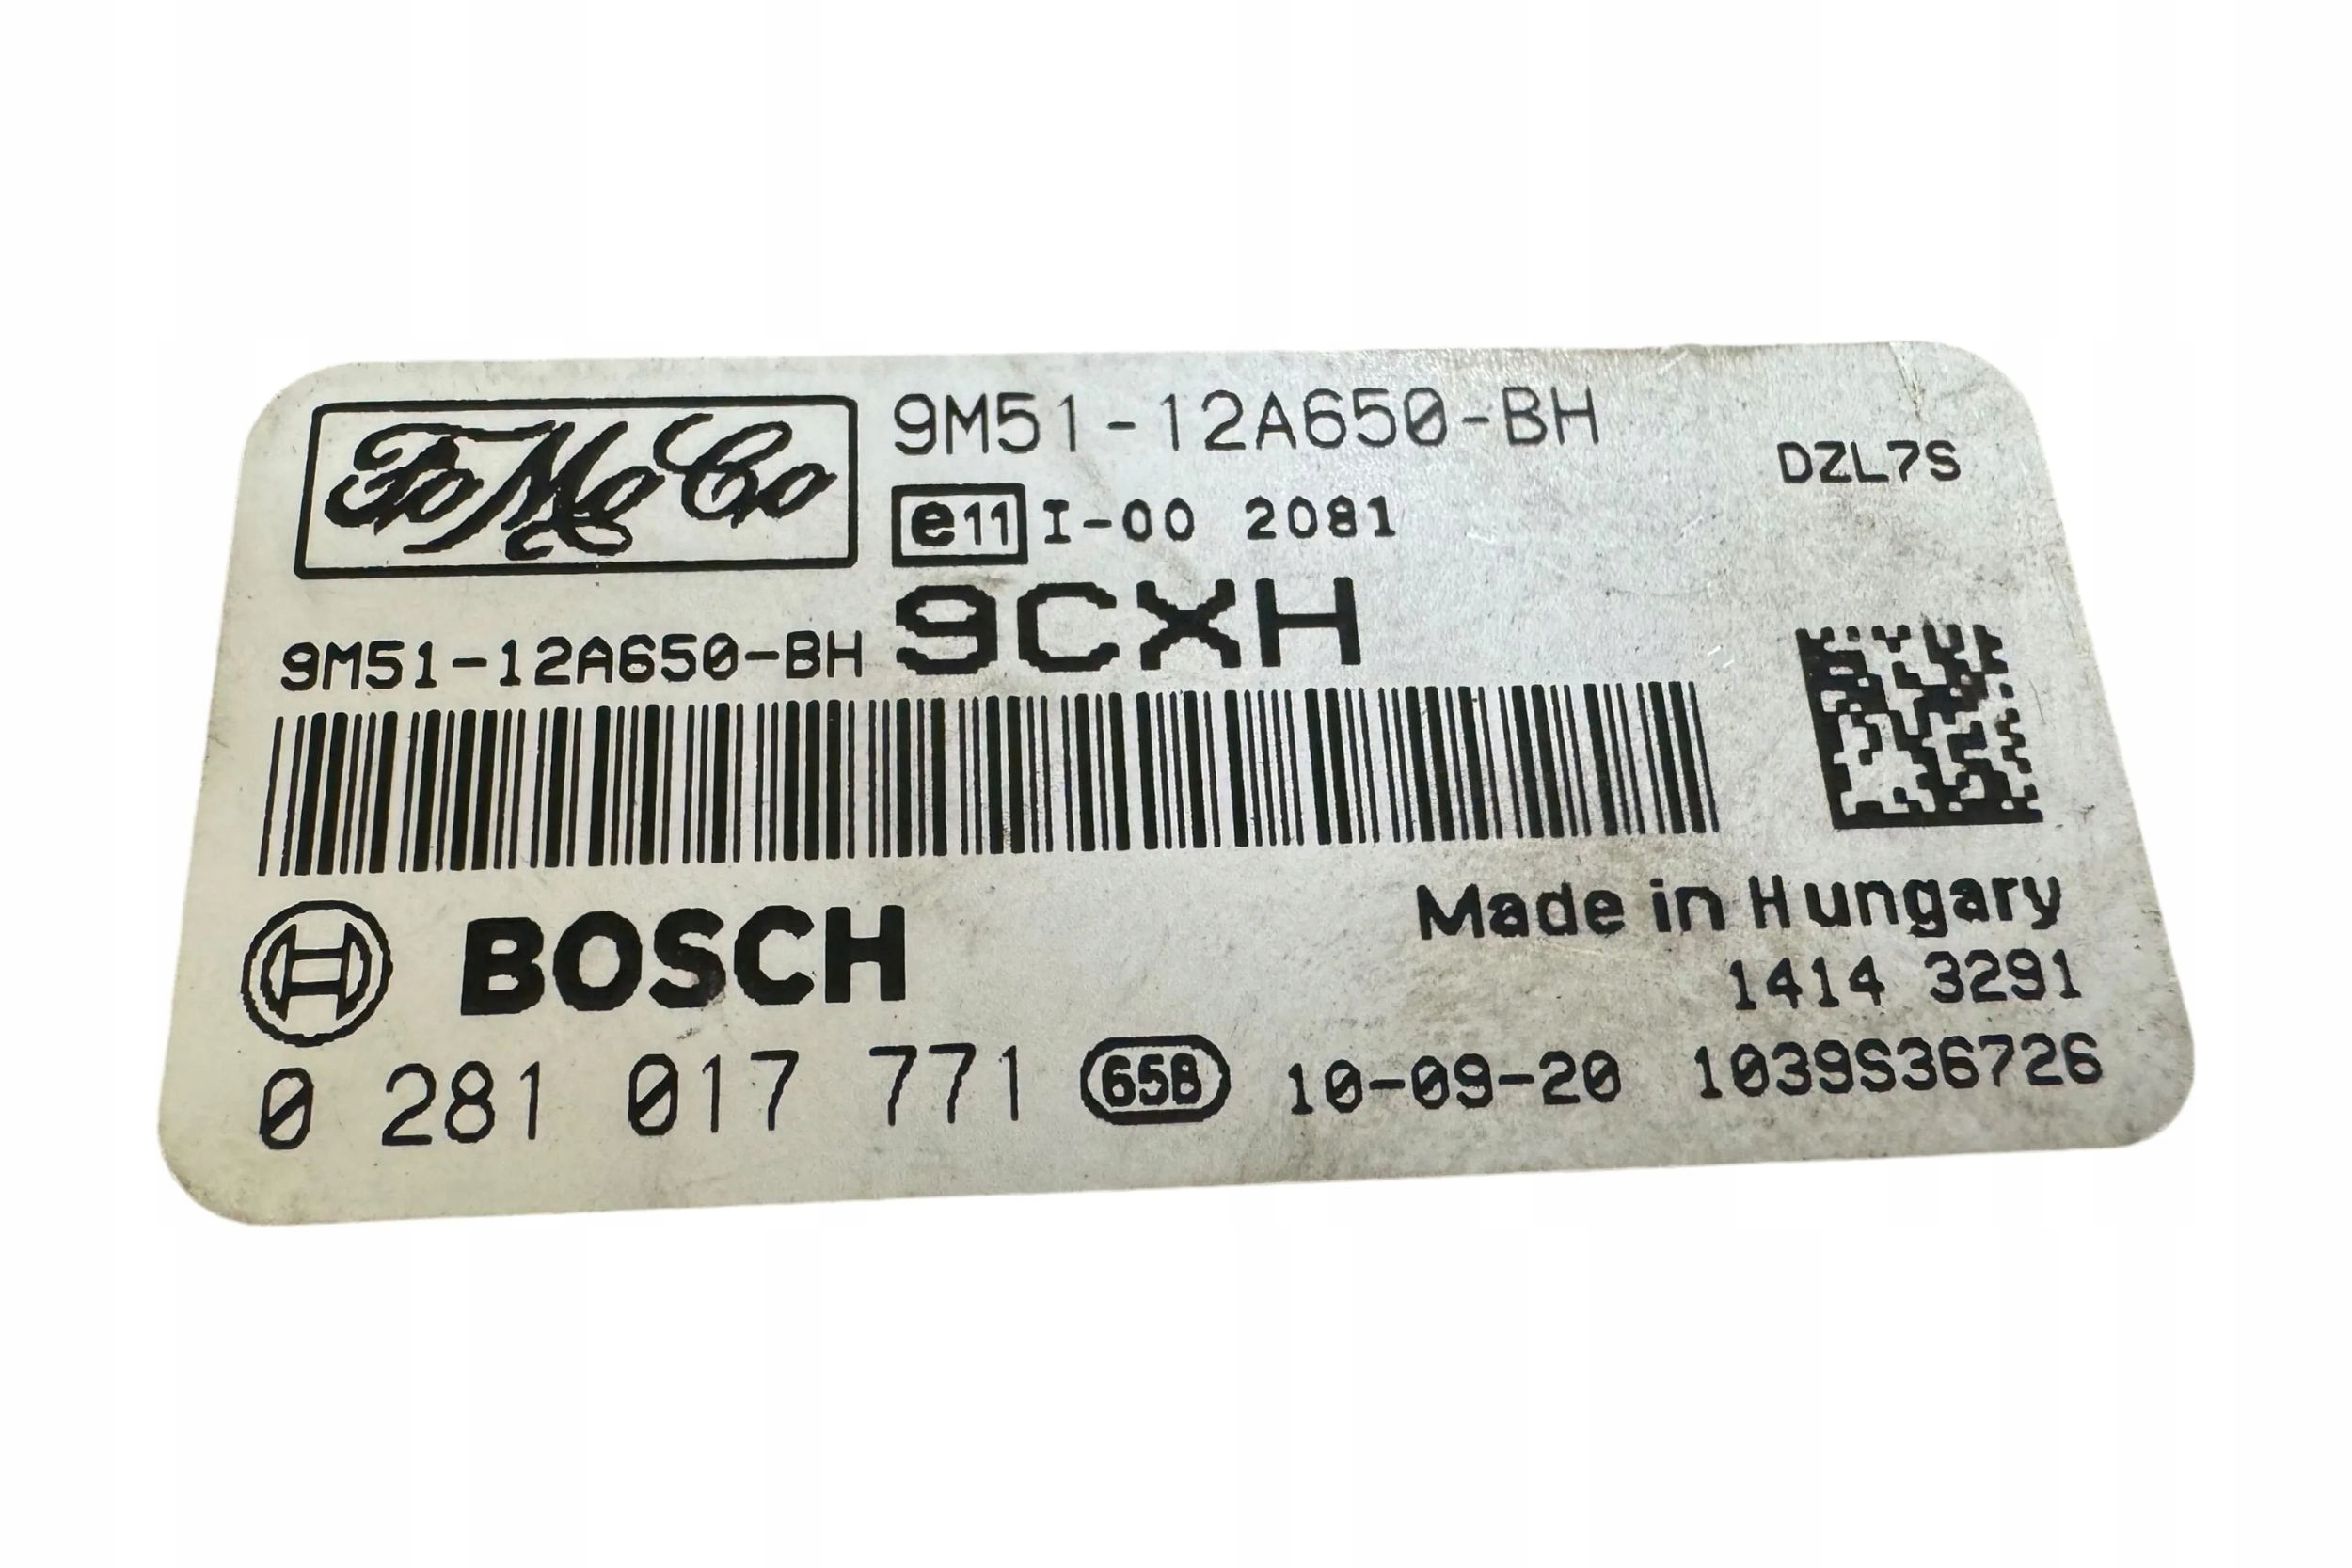 FoMoCo
9M51-12A650-BH
DZL7S
e11 I-00 2081
9CXH
9M51-12A650-BH
BOSCH
Made in Hungary
1414 3291
0 281 017 771 65B 10-09-20 1039S36726